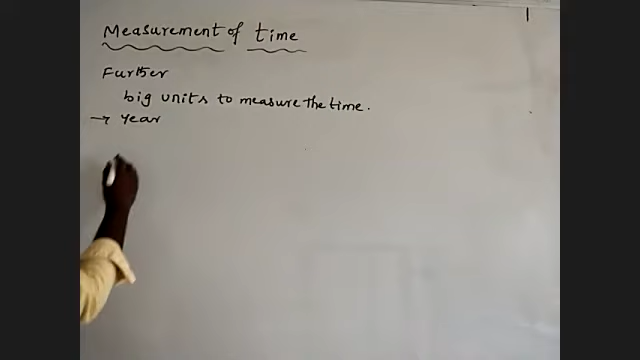 Measurement of time
Further
big units to measure the time.
→ Year